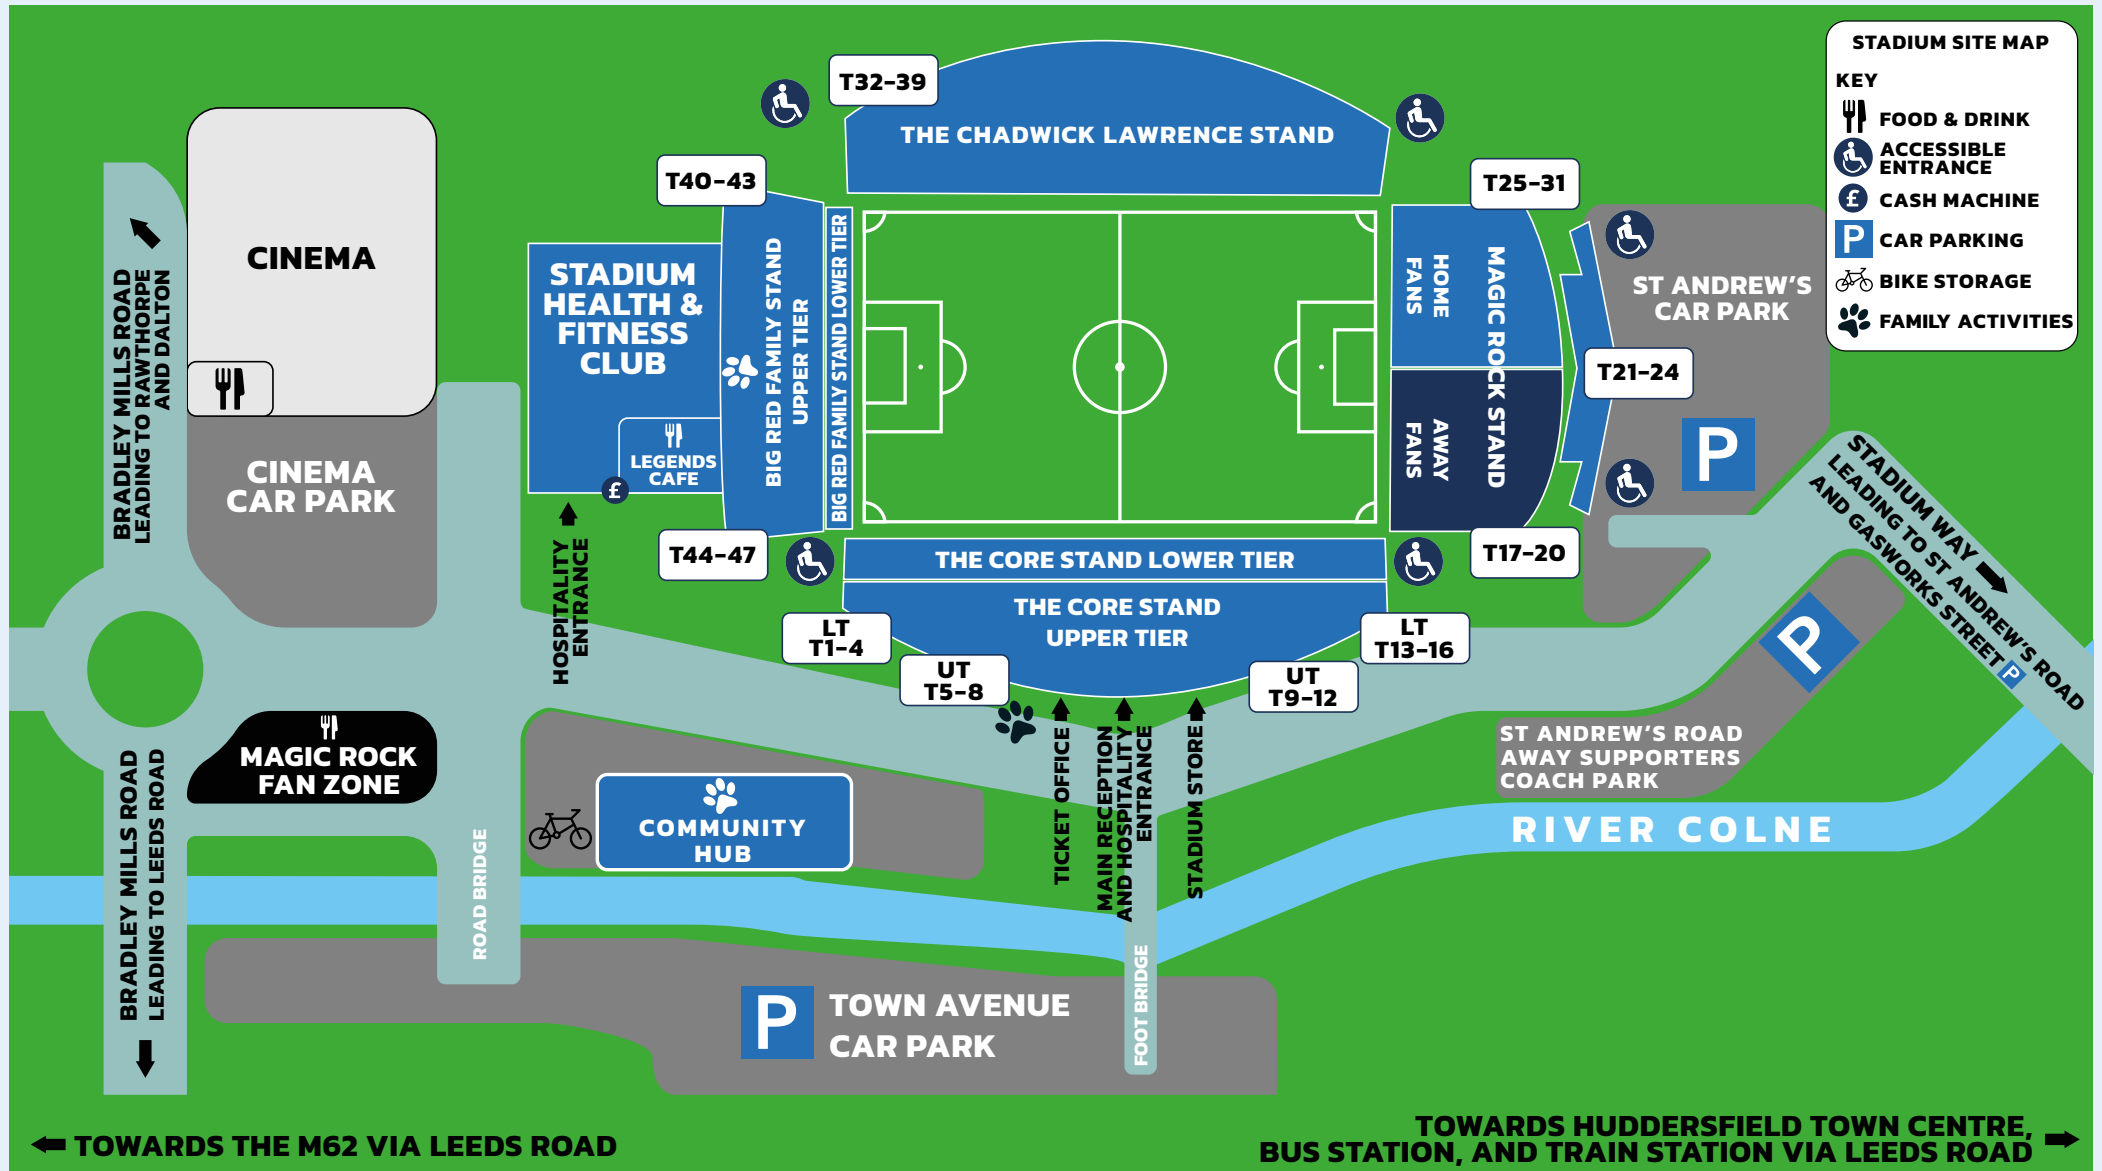 STADIUM SITE MAP
KEY
FOOD & DRINK
ACCESSIBLE
ENTRANCE
£
CASH MACHINE
P
CAR PARKING
BIKE STORAGE
FAMILY ACTIVITIES
T32-39
THE CHADWICK LAWRENCE STAND
T40-43
T25-31
CINEMA
BRADLEY MILLS ROAD
LEADING TO RAWTHORPE
AND DALTON
CINEMA
CAR PARK
STADIUM
HEALTH &
FITNESS
CLUB
LEGENDS
CAFE
£
BIG RED FAMILY STAND
UPPER TIER
BIG RED FAMILY STAND LOWER TIER
HOME
FANS
MAGIC ROCK STAND
AWAY
FANS
ST ANDREW'S
CAR PARK
T21-24
P
T44-47
T17-20
HOSPITALITY
ENTRANCE
THE CORE STAND LOWER TIER
THE CORE STAND
UPPER TIER
LT
T1-4
UT
T5-8
UT
T9-12
LT
T13-16
STADIUM WAY
LEADING TO ST ANDREW'S ROAD
AND GASWORKS STREET P
P
ST ANDREW'S ROAD
AWAY SUPPORTERS
COACH PARK
MAGIC ROCK
FAN ZONE
BRADLEY MILLS ROAD
LEADING TO LEEDS ROAD
ROAD BRIDGE
COMMUNITY
HUB
TICKET OFFICE
MAIN RECEPTION
AND HOSPITALITY
ENTRANCE
STADIUM STORE
RIVER COLNE
FOOT BRIDGE
P
TOWN AVENUE
CAR PARK
TOWARDS THE M62 VIA LEEDS ROAD
TOWARDS HUDDERSFIELD TOWN CENTRE,
BUS STATION, AND TRAIN STATION VIA LEEDS ROAD